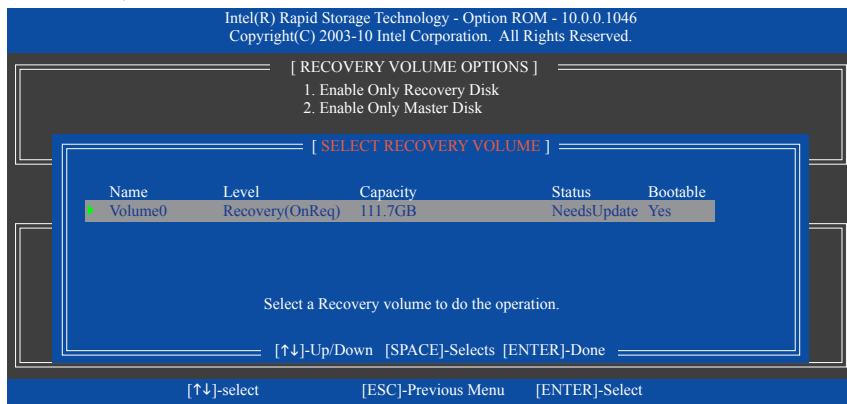 Intel(R) Rapid Storage Technology - Option ROM - 10.0.0.1046
Copyright(C) 2003-10 Intel Corporation. All Rights Reserved.
[ RECOVERY VOLUME OPTIONS ]
1. Enable Only Recovery Disk
2. Enable Only Master Disk
[ SELECT RECOVERY VOLUME ]
Name Level Capacity Status Bootable
Volume0 Recovery(OnReq) 111.7GB NeedsUpdate Yes
Select a Recovery volume to do the operation.
[↑↓]-Up/Down [SPACE]-Selects [ENTER]-Done
[↑↓]-select [ESC]-Previous Menu [ENTER]-Select